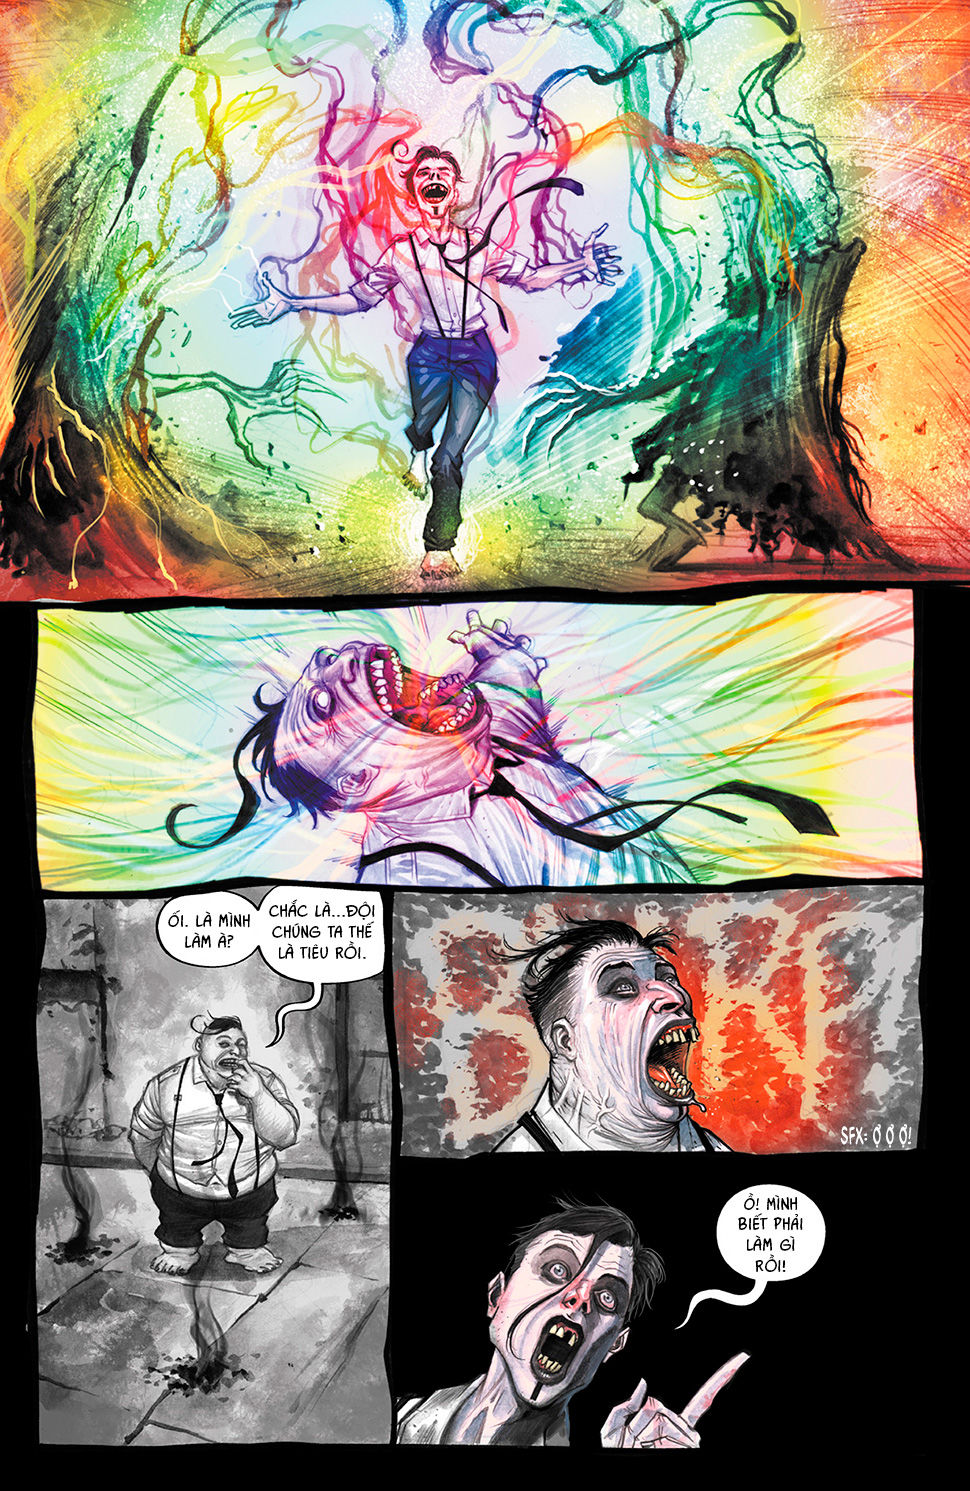 ỐI. LÀ MÌNH
LÀM À?
CHẮC LÀ...ĐỘI
CHÚNG TA THẾ
LÀ TIÊU RỒI.
SFX: Ợ Ợ Ợ!
Ồ! MÌNH
BIẾT PHẢI
LÀM GÌ
RỒI!